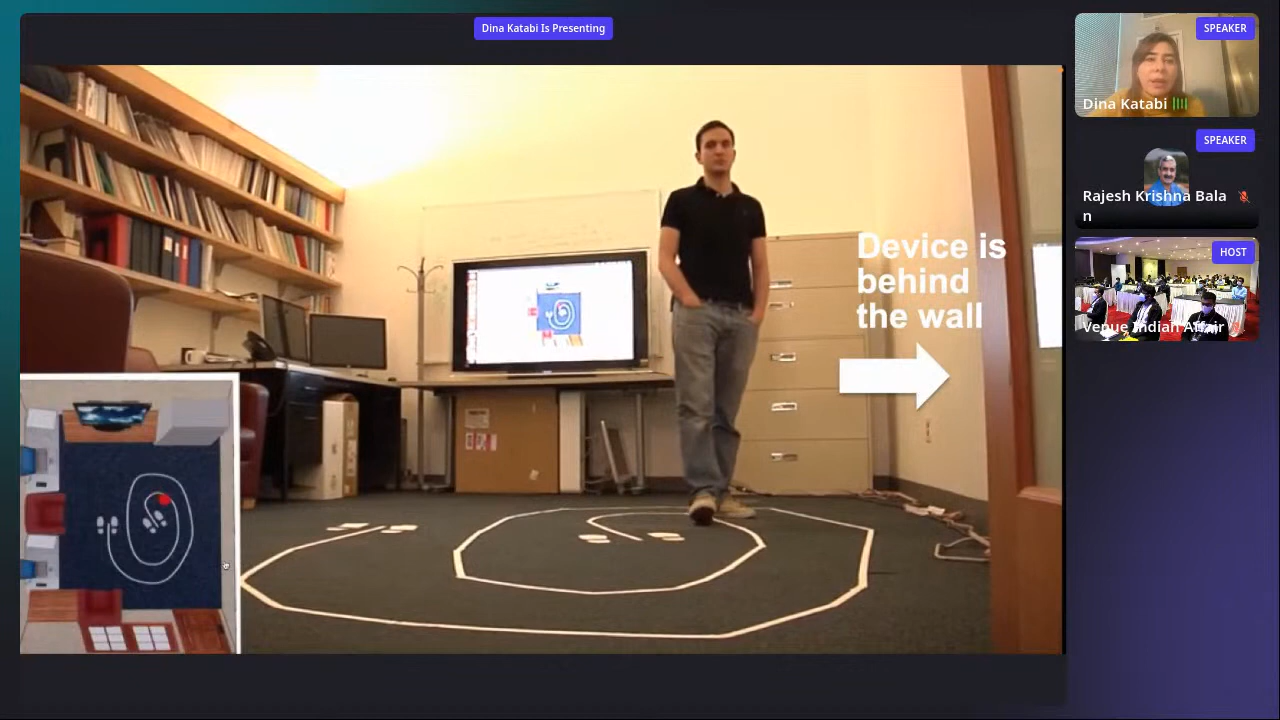 Dina Katabi Is Presenting
Device is
behind
the wall
SPEAKER
Dina Katabi
SPEAKER
Rajesh Krishna Bala
n
HOST
Venue Indian Affair